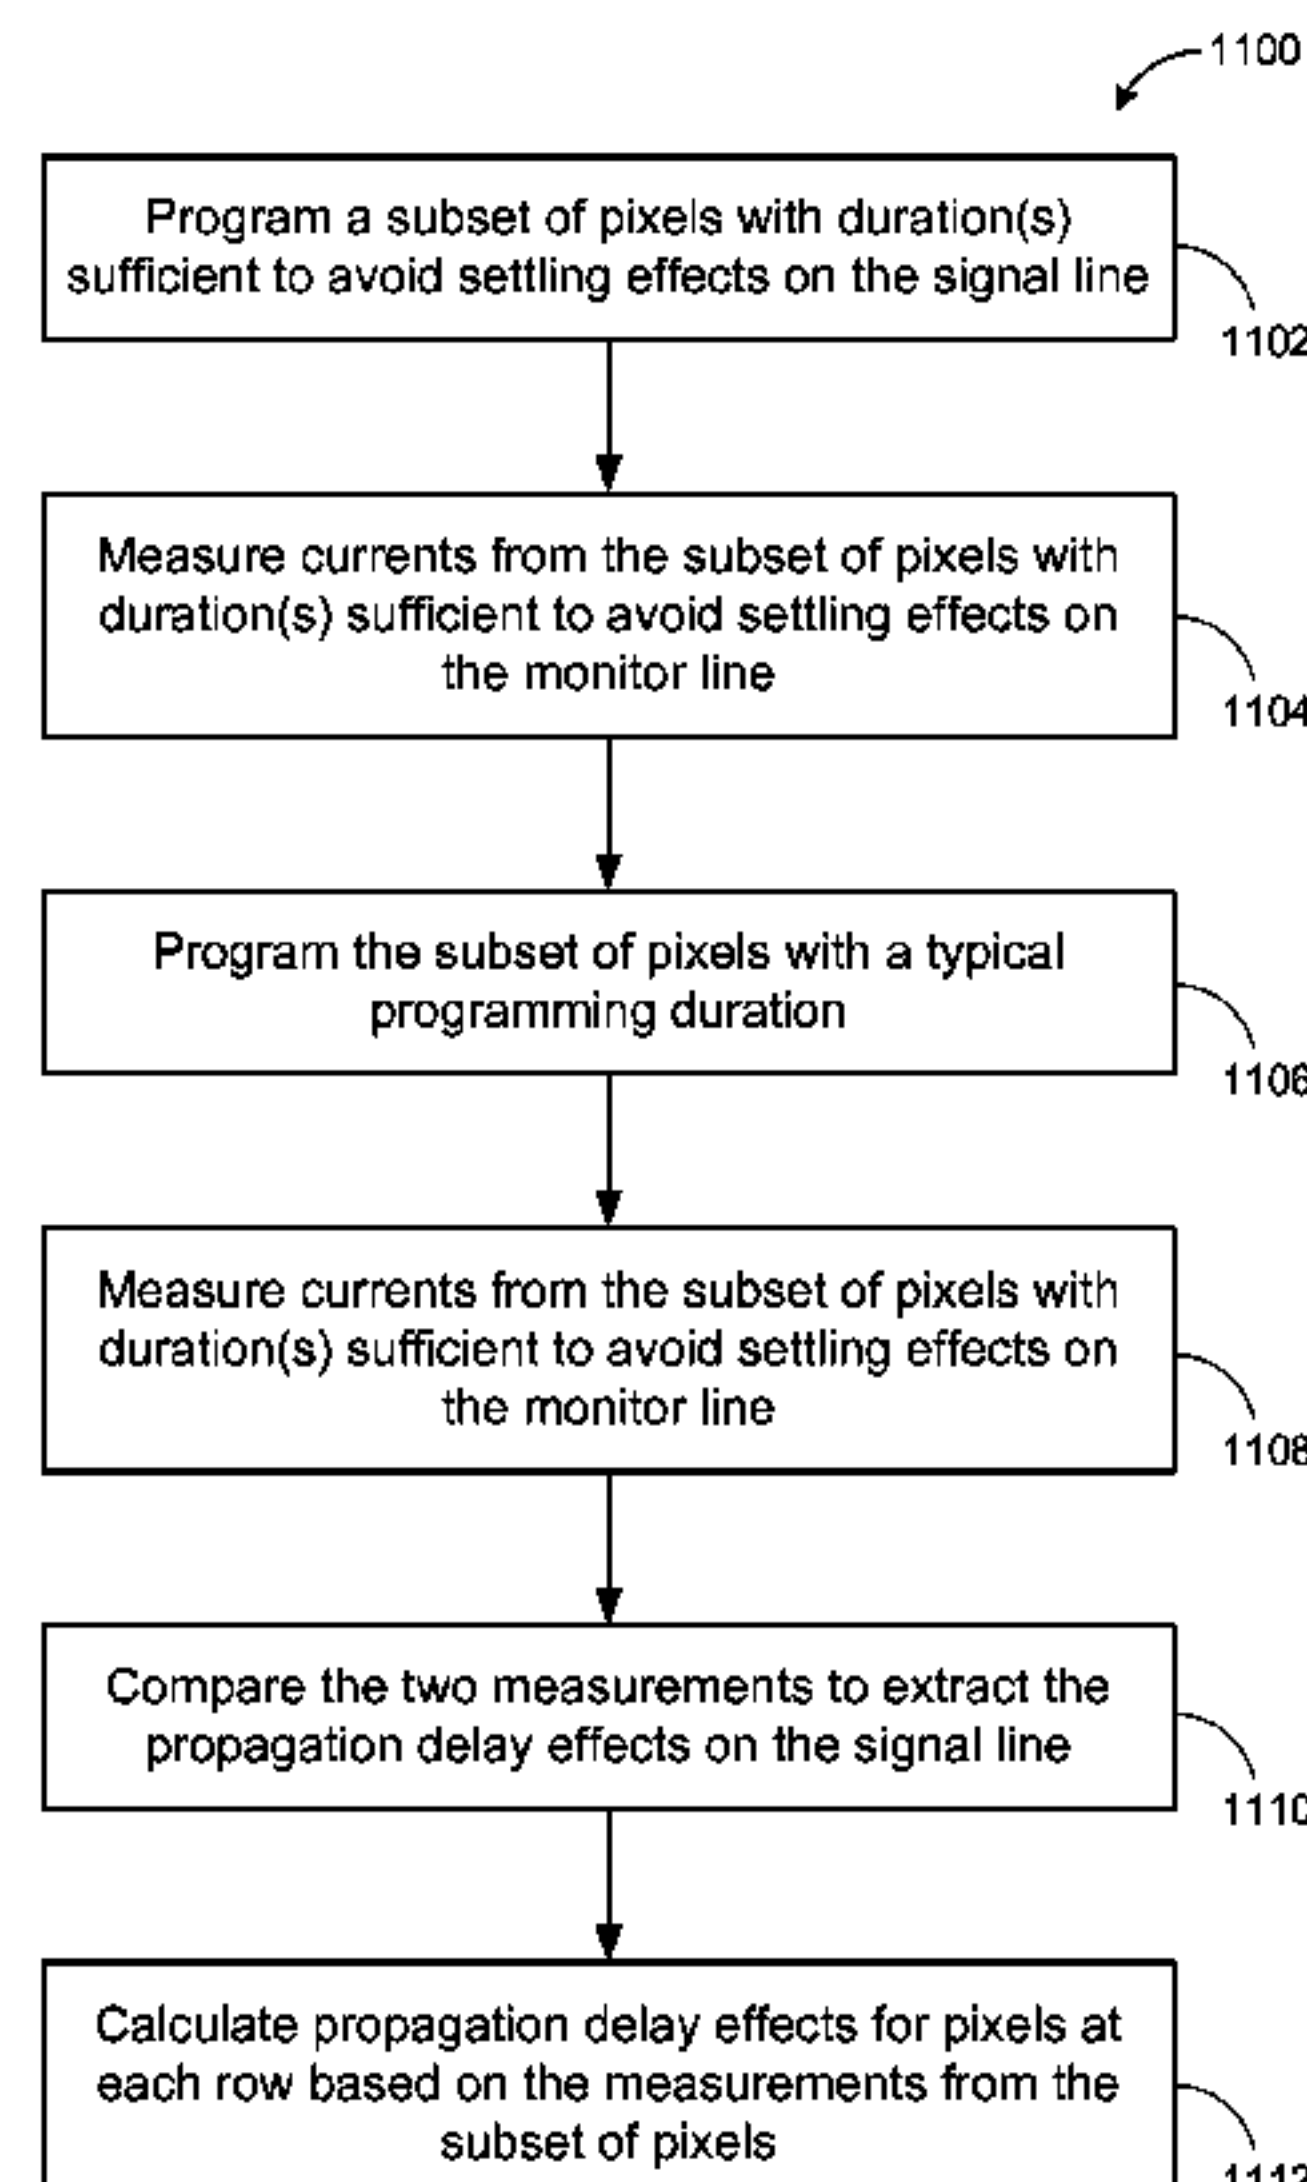 1100
Program a subset of pixels with duration(s)
sufficient to avoid settling effects on the signal line
1102
Measure currents from the subset of pixels with
duration(s) sufficient to avoid settling effects on
the monitor line
1104
Program the subset of pixels with a typical
programming duration
1106
Measure currents from the subset of pixels with
duration(s) sufficient to avoid settling effects on
the monitor line
1108
Compare the two measurements to extract the
propagation delay effects on the signal line
1110
Calculate propagation delay effects for pixels at
each row based on the measurements from the
subset of pixels
1112